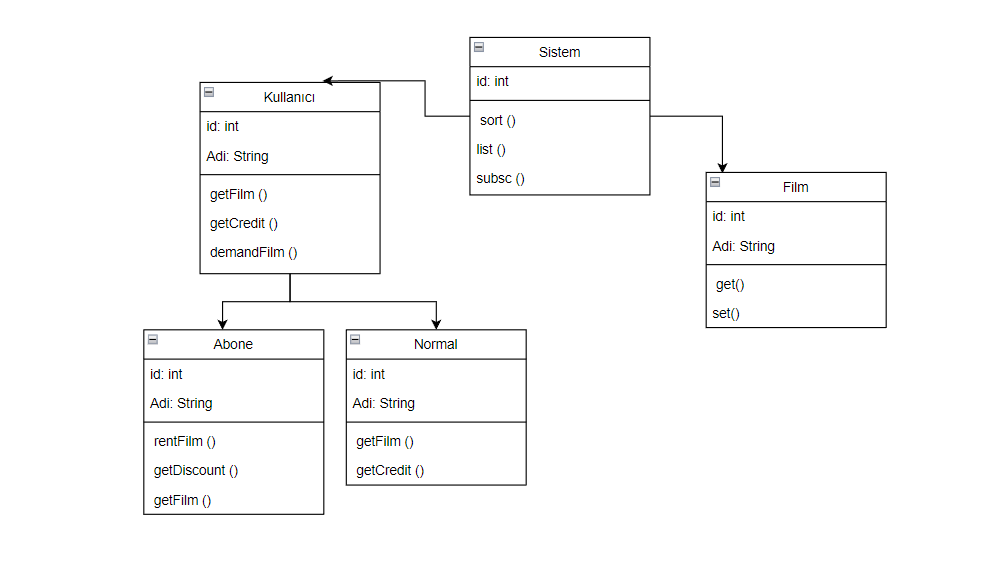 Sistem
id: int
sort ()
list ()
subsc ()
Kullanıcı
id: int
Adi: String
getFilm ()
getCredit ()
demandFilm ()
Film
id: int
Adi: String
get()
set()
Abone
id: int
Adi: String
rentFilm ()
getDiscount ()
getFilm ()
Normal
id: int
Adi: String
getFilm ()
getCredit ()